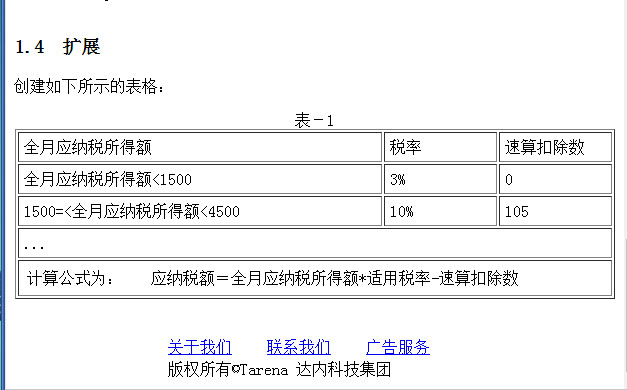 1.4 扩展
创建如下所示的表格：
表－1
全月应纳税所得额 税率 速算扣除数
全月应纳税所得额<1500 3% 0
1500=<全月应纳税所得额<4500 10% 105
...
计算公式为： 应纳税额＝全月应纳税所得额*适用税率-速算扣除数
关于我们 联系我们 广告服务
版权所有©Tarena 达内科技集团